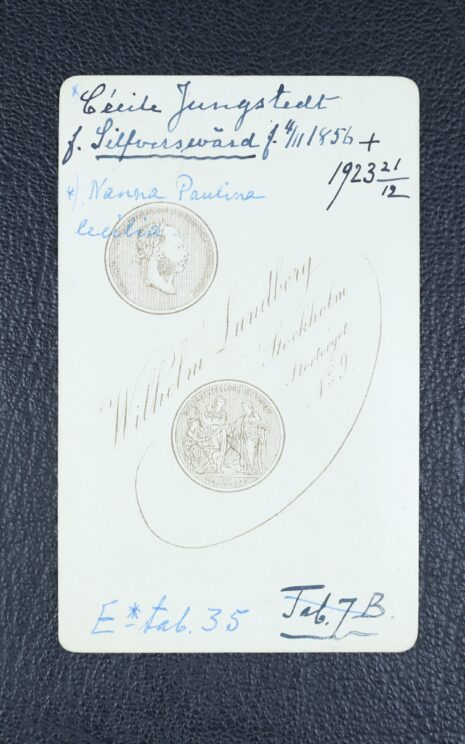 * Cécile Jungstedt
f. Silfverswärd f. 4/11 1856 +
1923 21/12
*) Nanna Paulina
Cecilia
Wilhelm Lundberg
Stockholm
Stortorget
No 9
E* tab. 35
Tab. 7 B.